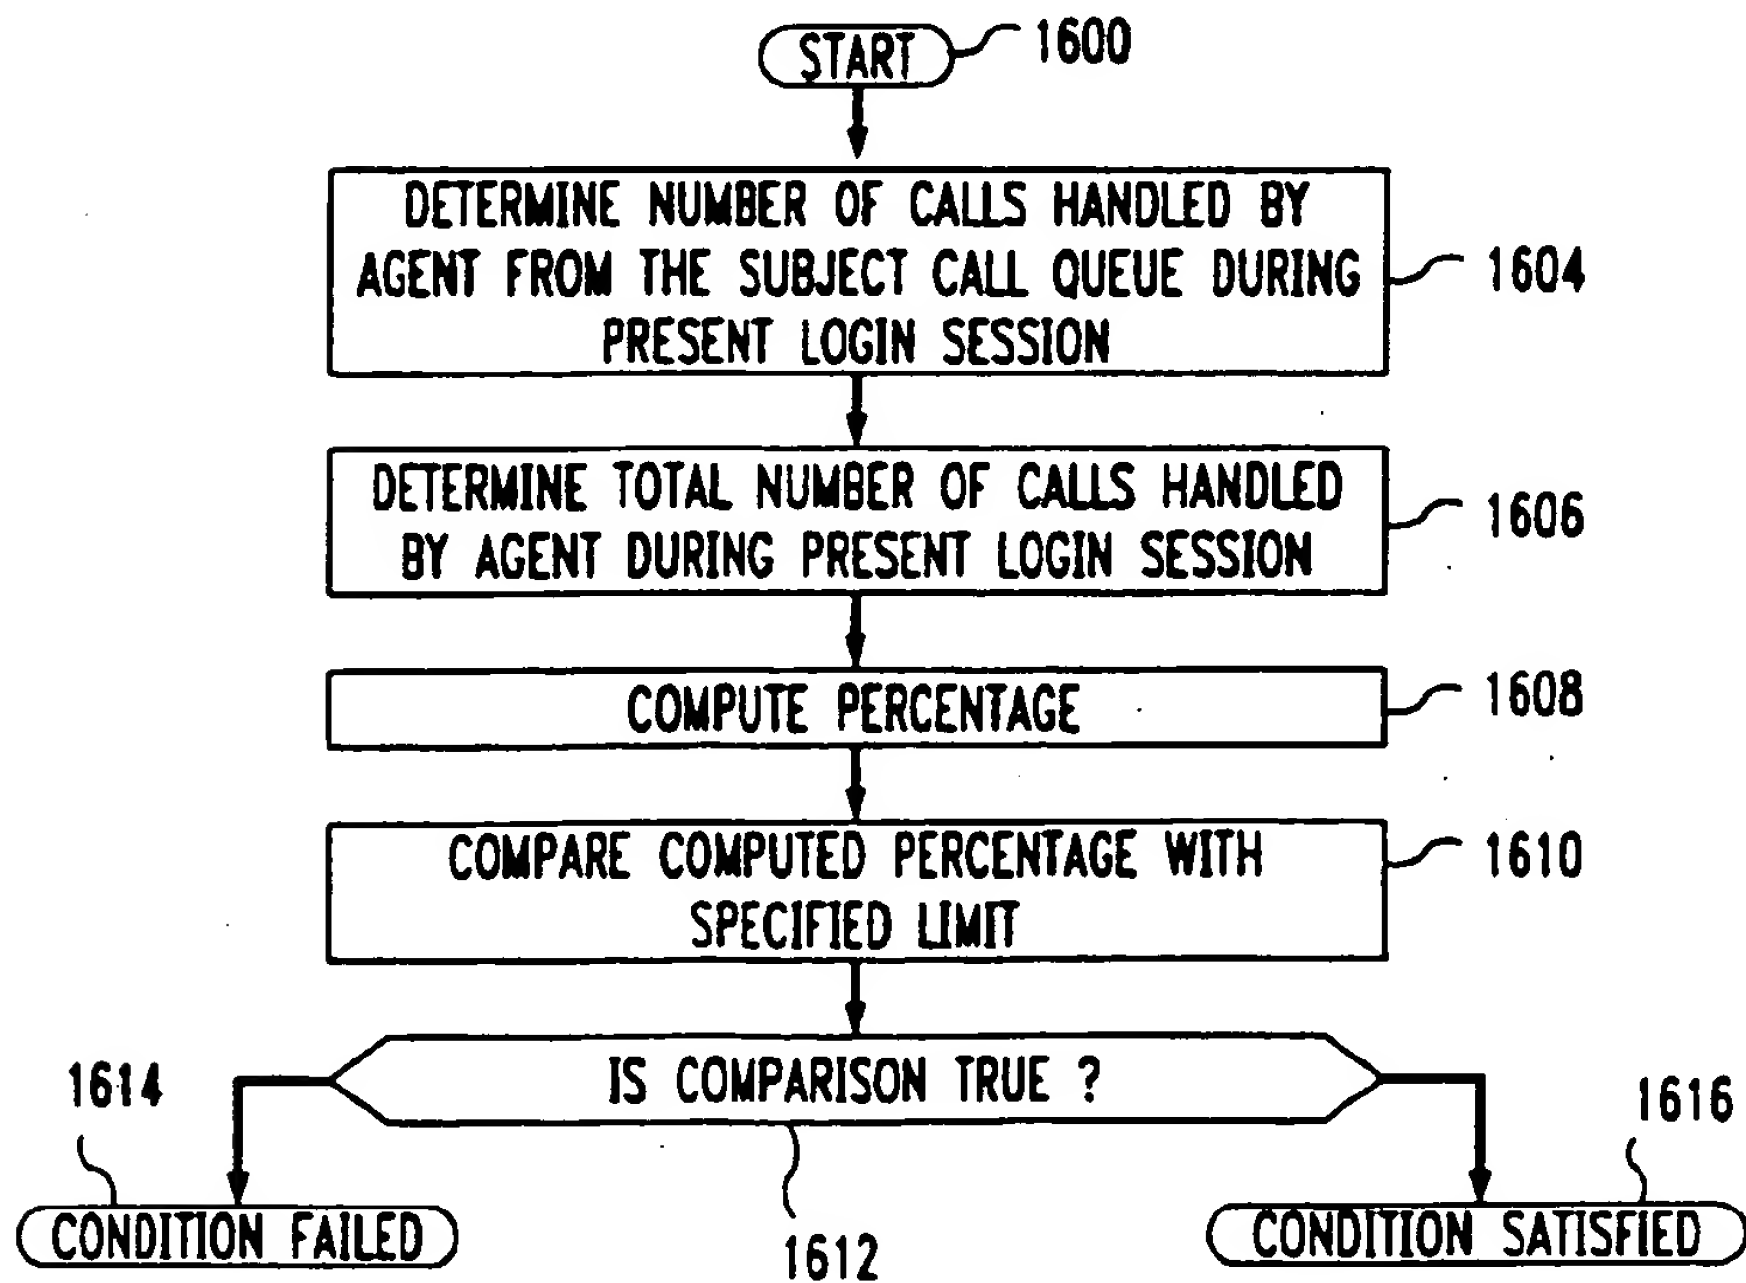 START
1600
DETERMINE NUMBER OF CALLS HANDLED BY
AGENT FROM THE SUBJECT CALL QUEUE DURING
PRESENT LOGIN SESSION
1604
DETERMINE TOTAL NUMBER OF CALLS HANDLED
BY AGENT DURING PRESENT LOGIN SESSION
1606
COMPUTE PERCENTAGE
1608
COMPARE COMPUTED PERCENTAGE WITH
SPECIFIED LIMIT
1610
IS COMPARISON TRUE ?
1612
1614
CONDITION FAILED
1616
CONDITION SATISFIED